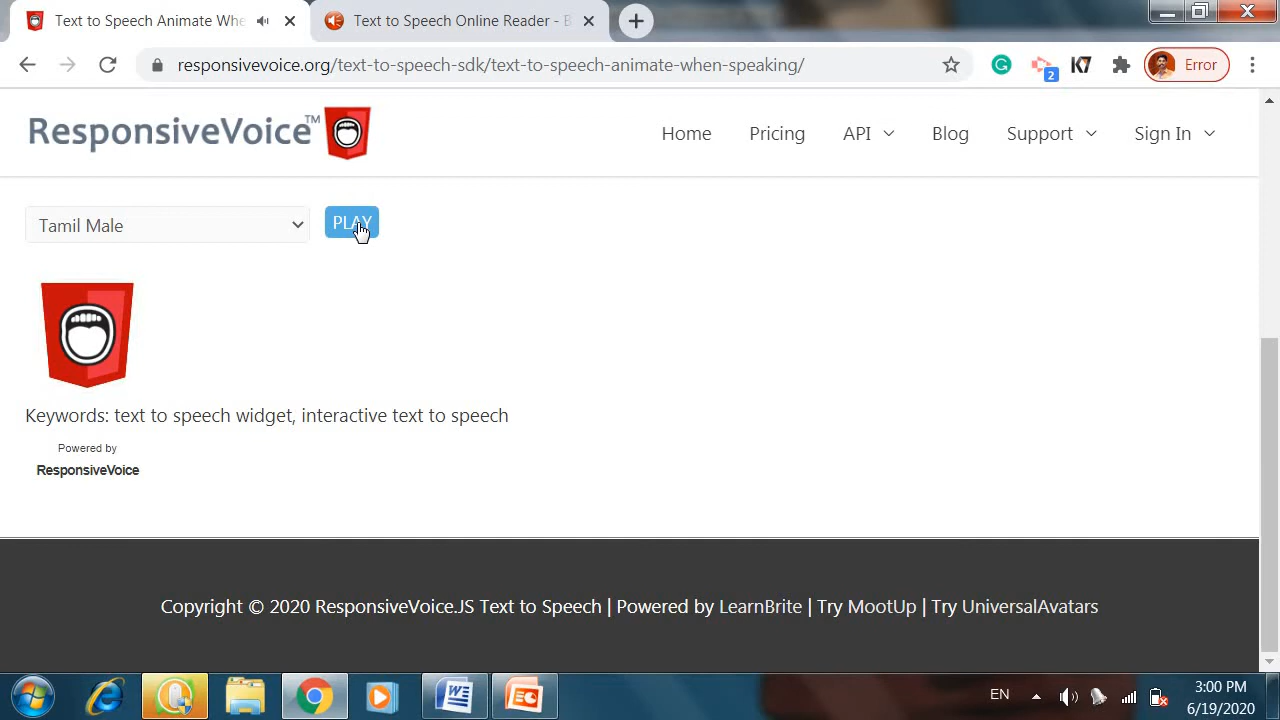 Text to Speech Animate Whe
Text to Speech Online Reader - B
responsivevoice.org/text-to-speech-sdk/text-to-speech-animate-when-speaking/
2
K7
Error
ResponsiveVoice™
Home
Pricing
API
Blog
Support
Sign In
Tamil Male
PLAY
Keywords: text to speech widget, interactive text to speech
Powered by
ResponsiveVoice
Copyright © 2020 ResponsiveVoice.JS Text to Speech | Powered by LearnBrite | Try MootUp | Try UniversalAvatars
EN
3:00 PM
6/19/2020